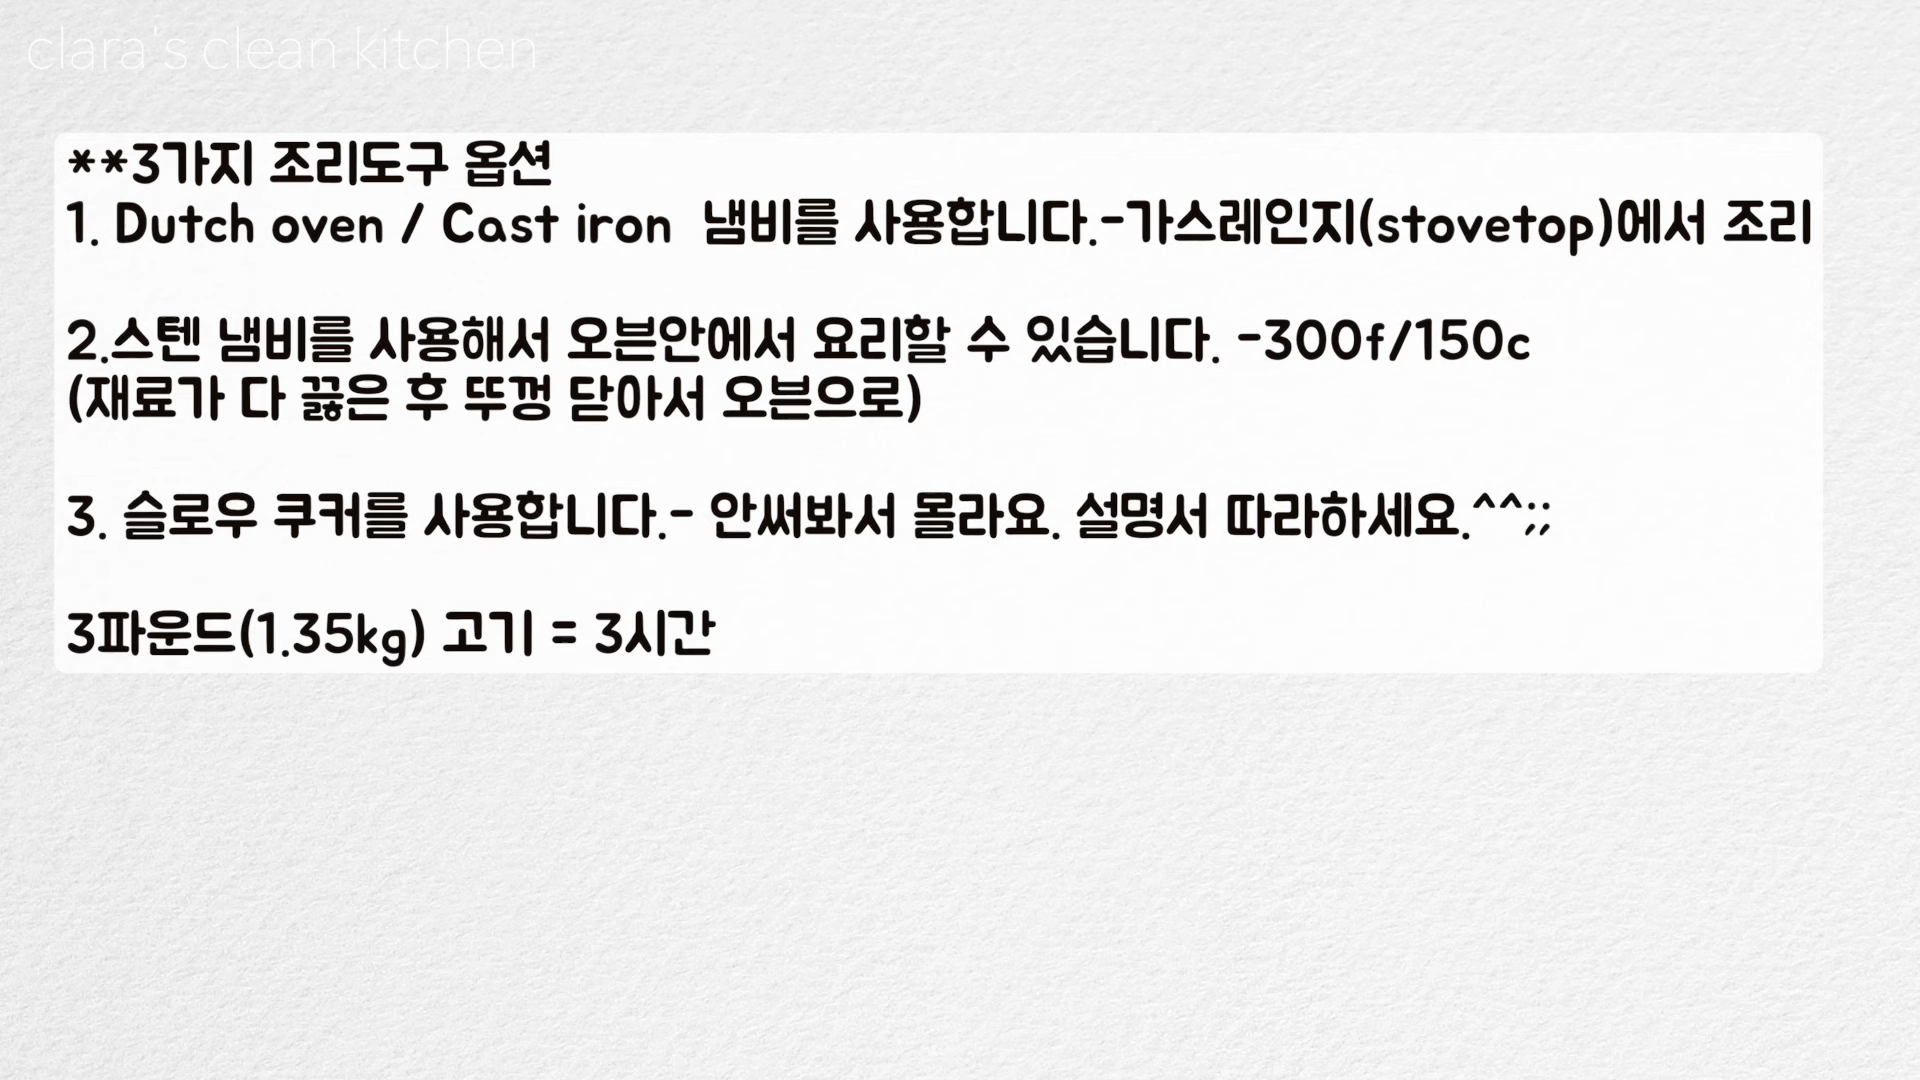 clara's clean kitchen
**3가지 조리도구 옵션
1. Dutch oven / Cast iron 냄비를 사용합니다.-가스레인지(stovetop)에서 조리
2.스텐 냄비를 사용해서 오븐안에서 요리할 수 있습니다. -300f/150c
(재료가 다 끓은 후 뚜껑 닫아서 오븐으로)
3. 슬로우 쿠커를 사용합니다.- 안써봐서 몰라요. 설명서 따라하세요.^^;;
3파운드(1.35kg) 고기 = 3시간